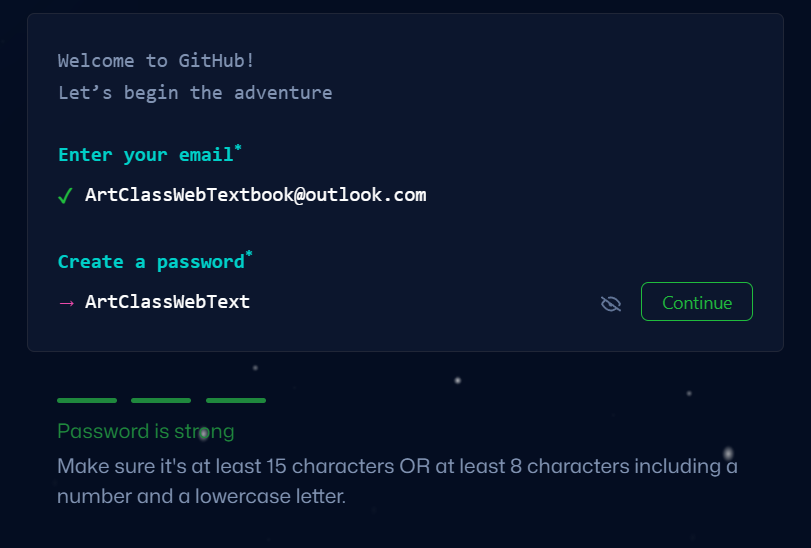 Welcome to GitHub!
Let’s begin the adventure
Enter your email*
✓ ArtClassWebTextbook@outlook.com
Create a password*
→ ArtClassWebText
Continue
Password is strong
Make sure it's at least 15 characters OR at least 8 characters including a
number and a lowercase letter.